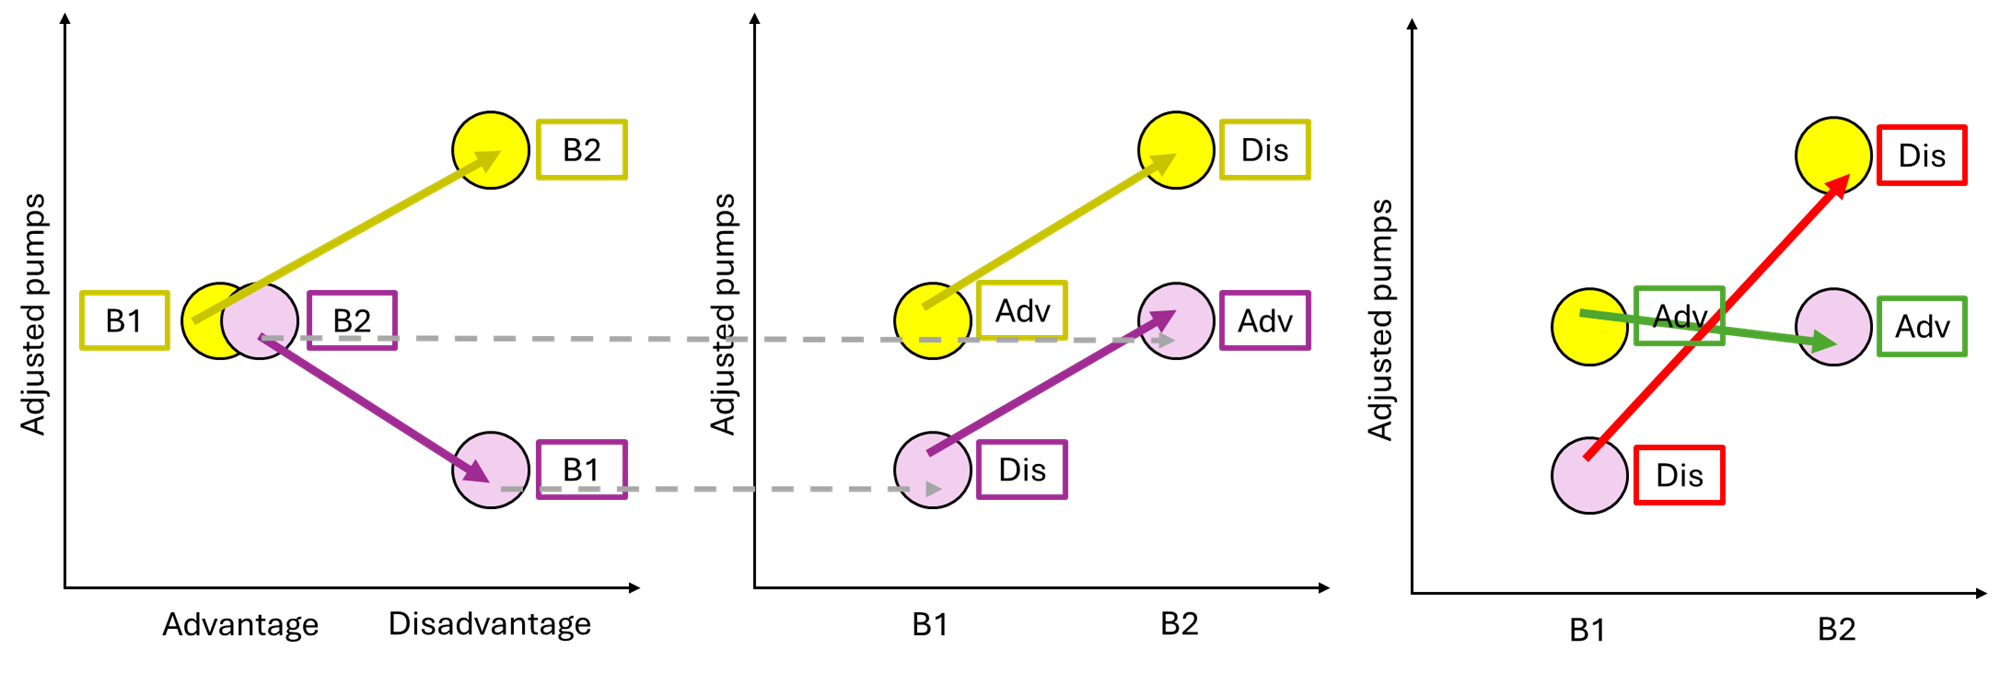 Adjusted pumps
B2
B1
B2
B1
Advantage
Disadvantage
Adjusted pumps
Dis
Adv
Adv
Dis
B1
B2
Adjusted pumps
Dis
Adv
Adv
Dis
B1
B2